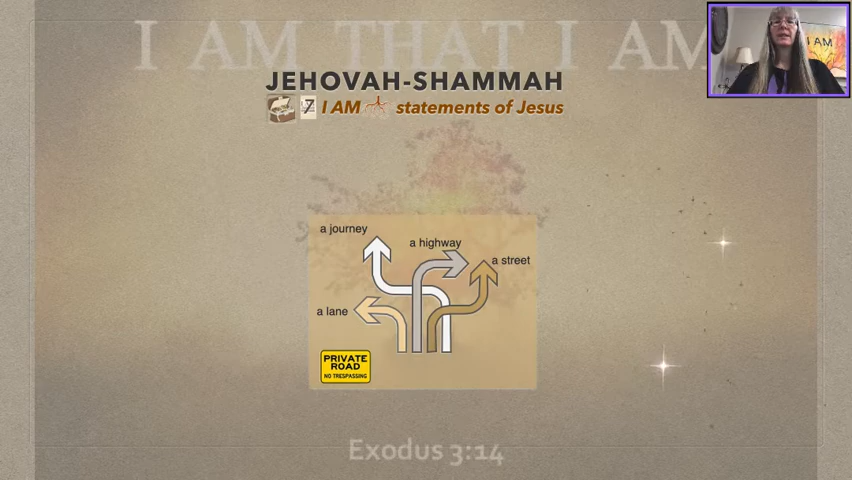 I AM THAT I AM
I AM
JEHOVAH-SHAMMAH
7 I AM statements of Jesus
a journey
a highway
a street
a lane
PRIVATE
ROAD
NO TRESPASSING
Exodus 3:14